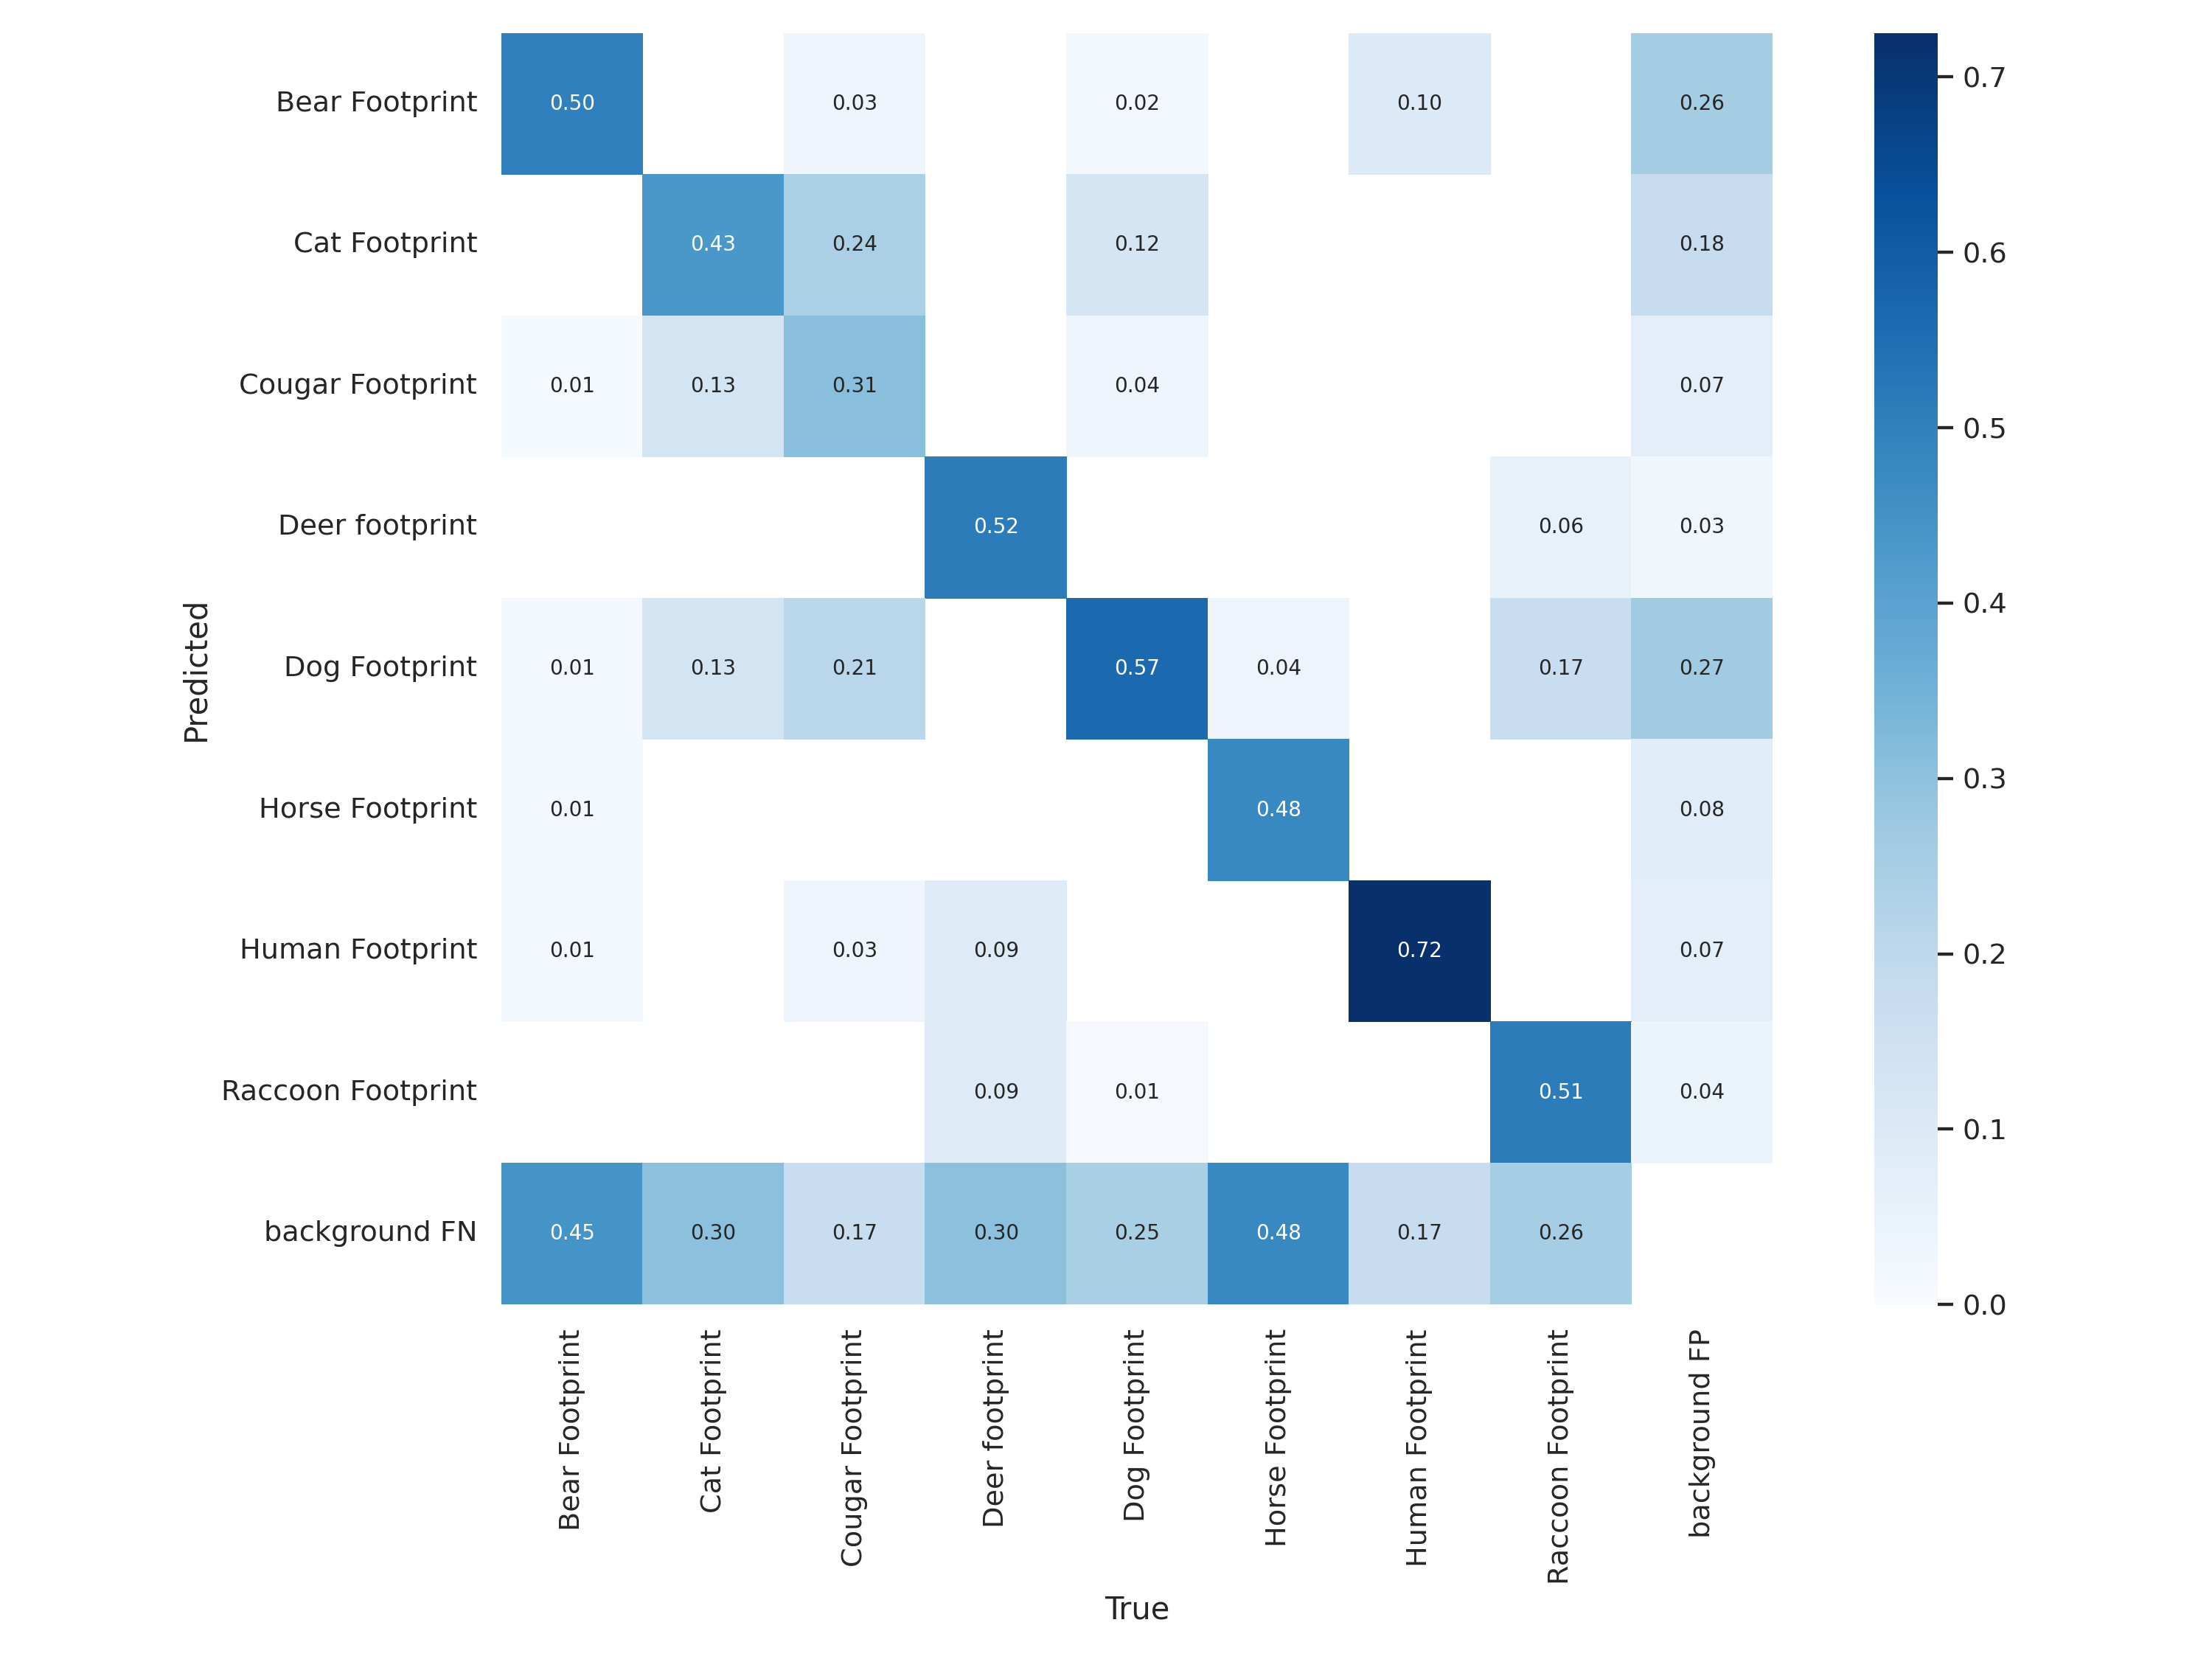 Bear Footprint 0.50 0.03 0.02 0.10 0.26
Cat Footprint 0.43 0.24 0.12 0.18
Cougar Footprint 0.01 0.13 0.31 0.04 0.07
Deer footprint 0.52 0.06 0.03
Dog Footprint 0.01 0.13 0.21 0.57 0.04 0.17 0.27
Horse Footprint 0.01 0.48 0.08
Human Footprint 0.01 0.03 0.09 0.72 0.07
Raccoon Footprint 0.09 0.01 0.51 0.04
background FN 0.45 0.30 0.17 0.30 0.25 0.48 0.17 0.26
Predicted
Bear Footprint
Cat Footprint
Cougar Footprint
Deer footprint
Dog Footprint
Horse Footprint
Human Footprint
Raccoon Footprint
background FP
True
0.7
0.6
0.5
0.4
0.3
0.2
0.1
0.0